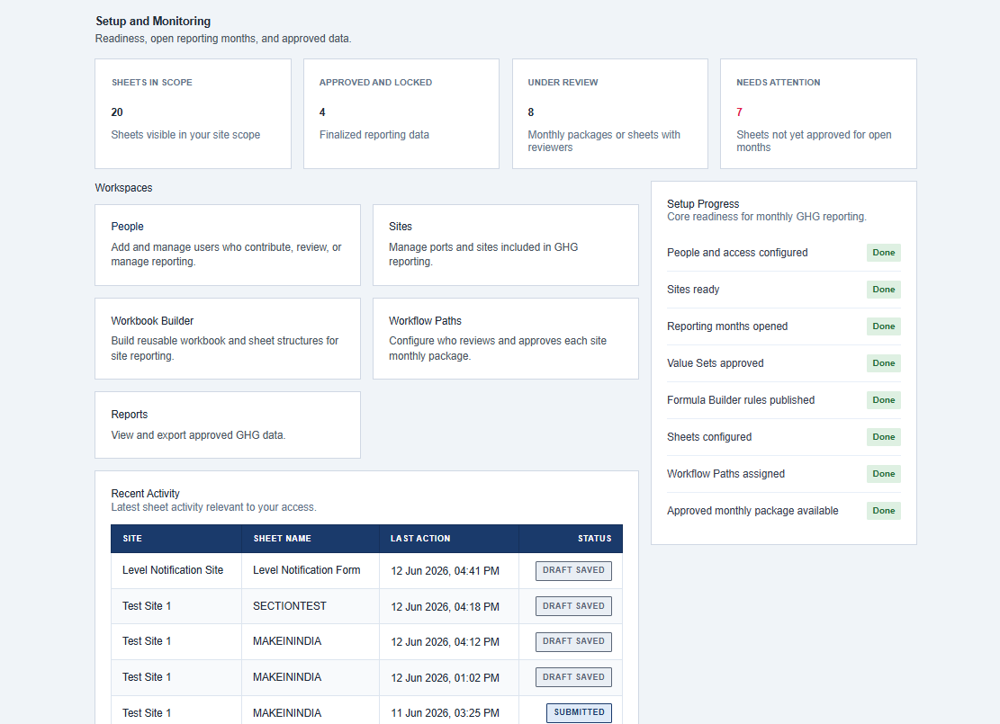 Setup and Monitoring
Readiness, open reporting months, and approved data.
SHEETS IN SCOPE
20
Sheets visible in your site scope
APPROVED AND LOCKED
4
Finalized reporting data
UNDER REVIEW
8
Monthly packages or sheets with
reviewers
NEEDS ATTENTION
7
Sheets not yet approved for open
months
Workspaces
People
Add and manage users who contribute, review, or
manage reporting.
Sites
Manage ports and sites included in GHG
reporting.
Workbook Builder
Build reusable workbook and sheet structures for
site reporting.
Workflow Paths
Configure who reviews and approves each site
monthly package.
Reports
View and export approved GHG data.
Setup Progress
Core readiness for monthly GHG reporting.
People and access configured Done
Sites ready Done
Reporting months opened Done
Value Sets approved Done
Formula Builder rules published Done
Sheets configured Done
Workflow Paths assigned Done
Approved monthly package available Done
Recent Activity
Latest sheet activity relevant to your access.
SITE SHEET NAME LAST ACTION STATUS
Level Notification Site Level Notification Form 12 Jun 2026, 04:41 PM DRAFT SAVED
Test Site 1 SECTIONTEST 12 Jun 2026, 04:18 PM DRAFT SAVED
Test Site 1 MAKEININDIA 12 Jun 2026, 04:12 PM DRAFT SAVED
Test Site 1 MAKEININDIA 12 Jun 2026, 01:02 PM DRAFT SAVED
Test Site 1 MAKEININDIA 11 Jun 2026, 03:25 PM SUBMITTED